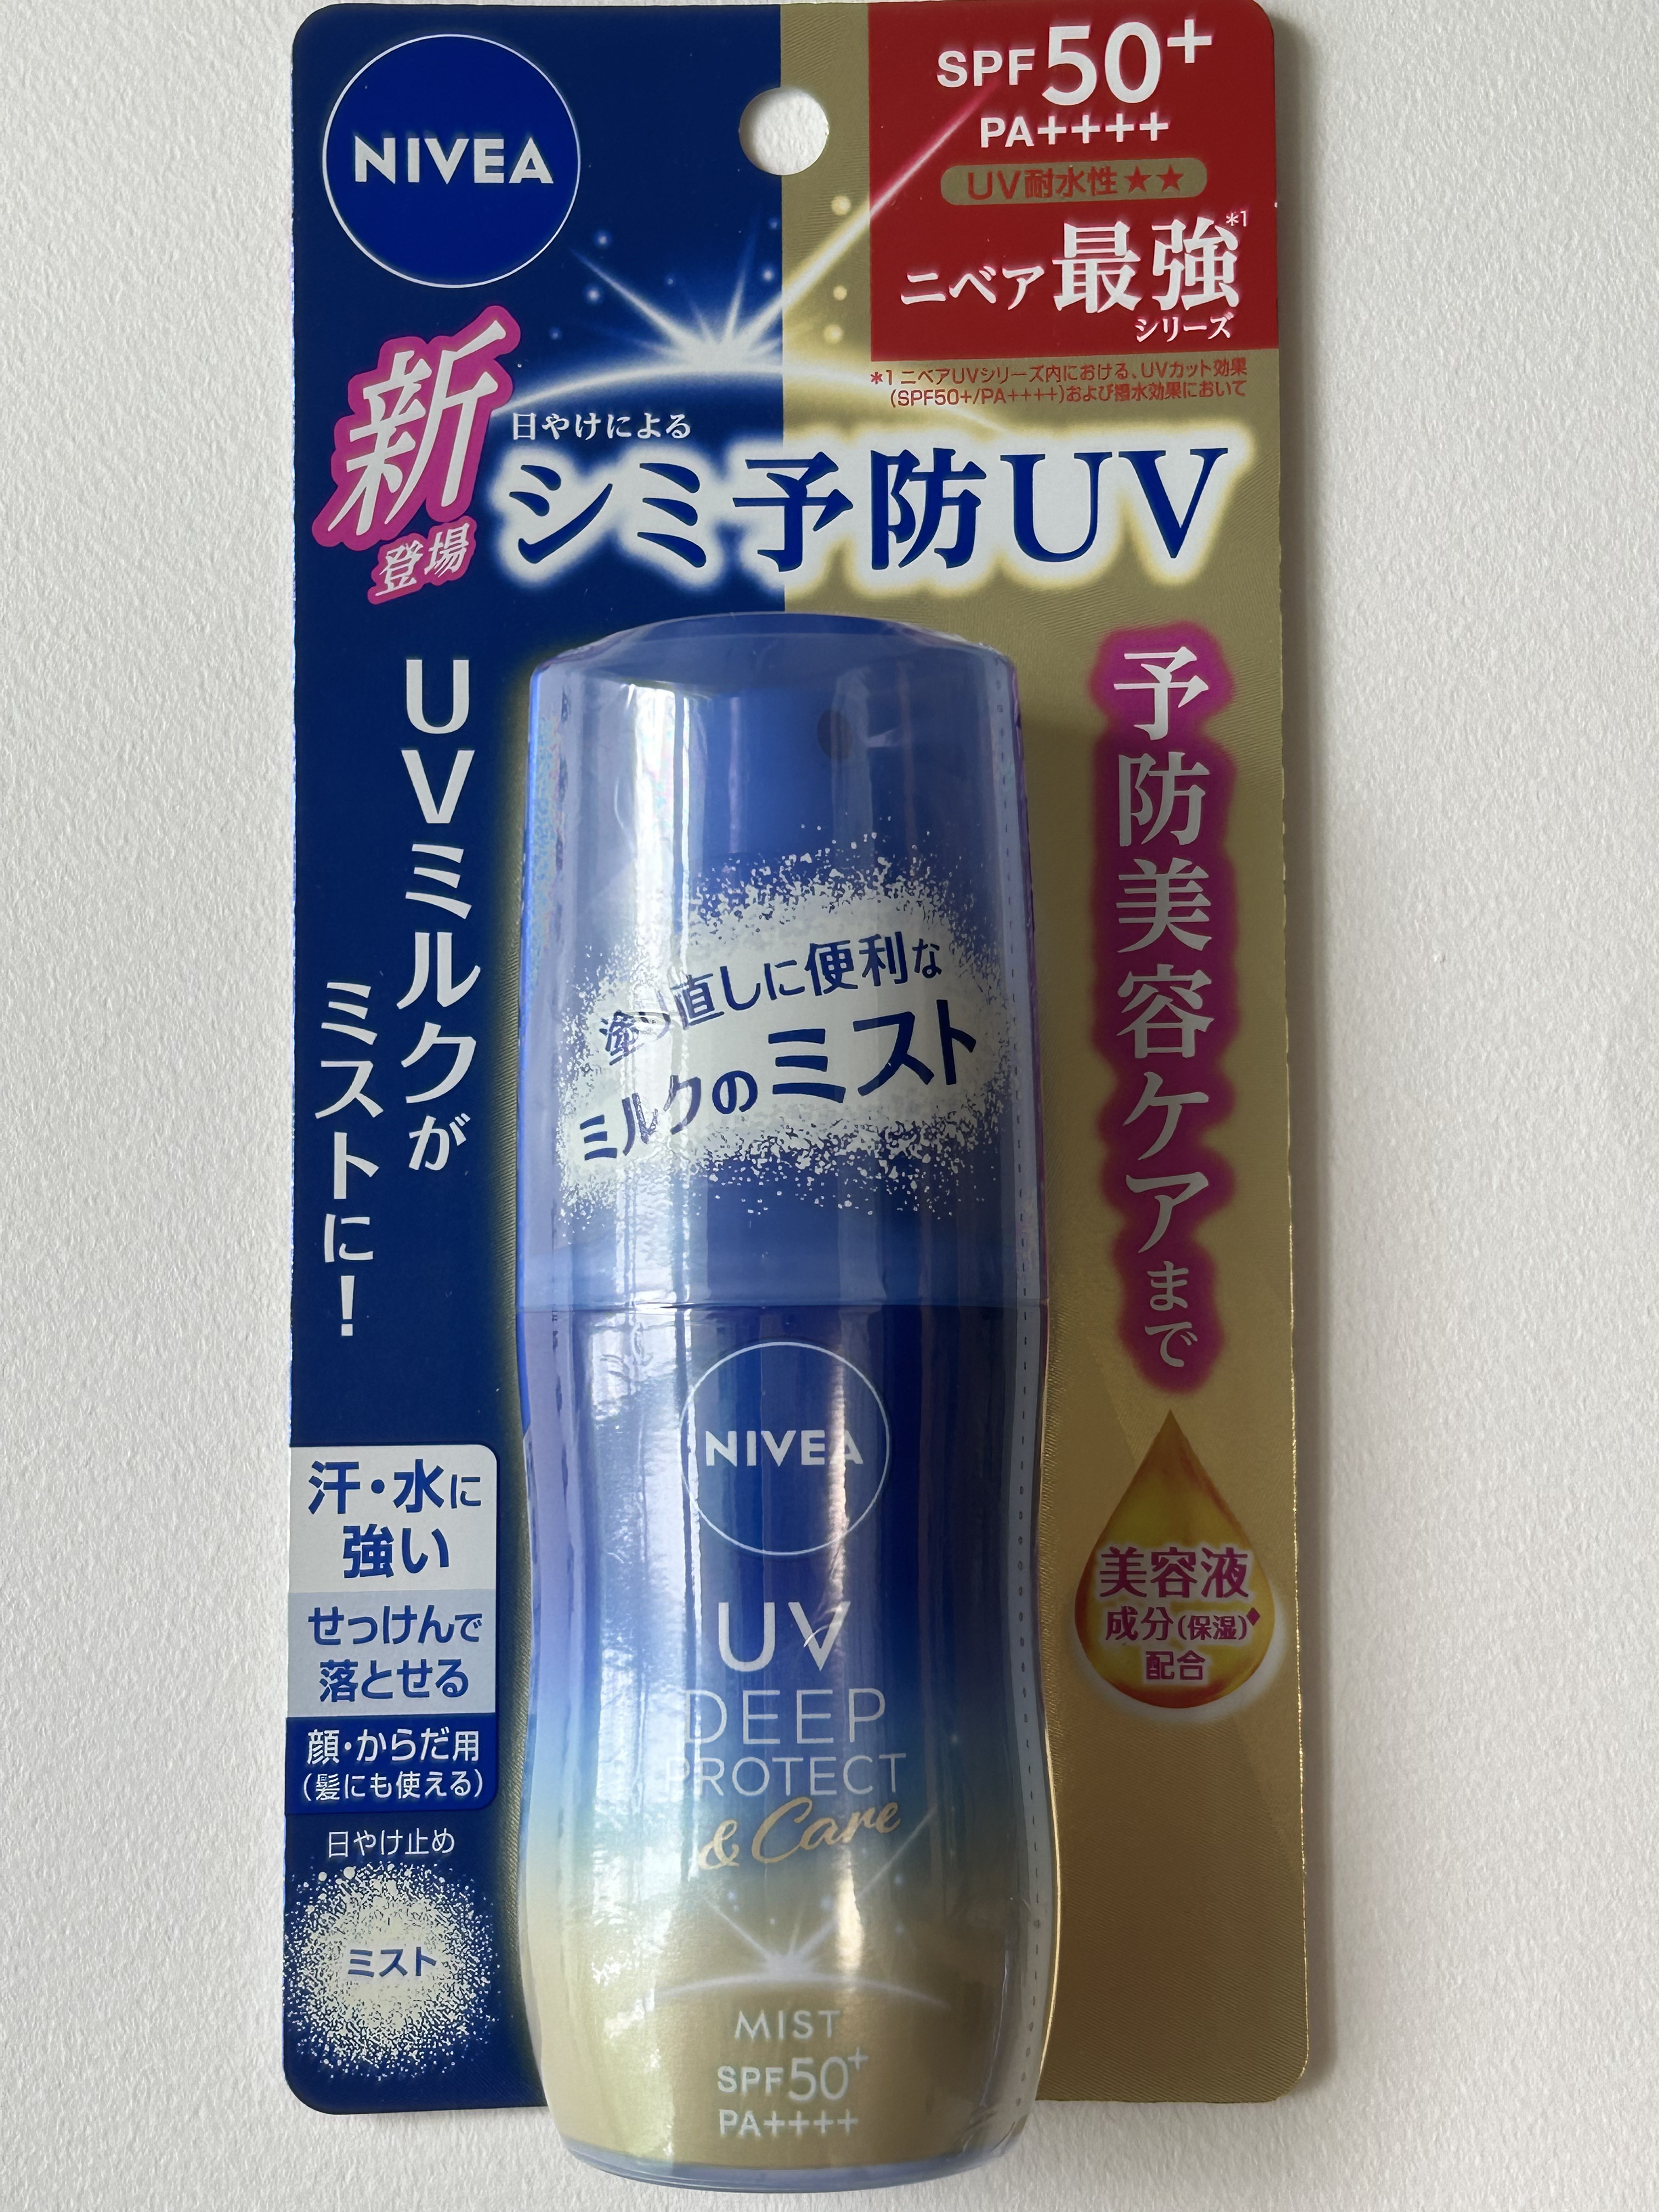 NIVEA
SPF50+
PA++++
UV耐水性★★
ニベア最強*1
シリーズ
*1 ニベアUVシリーズ内における、UVカット効果
(SPF50+/PA++++)および撥水効果において
新
登場
日やけによる
シミ予防UV
UVミルクが
ミストに!
予防美容ケアまで
塗り直しに便利な
ミルクのミスト
NIVEA
UV
DEEP
PROTECT
& Care
MIST
SPF50+
PA++++
汗・水に
強い
せっけんで
落とせる
顔・からだ用
(髪にも使える)
日やけ止め
ミスト
美容液
成分(保湿)♦
配合